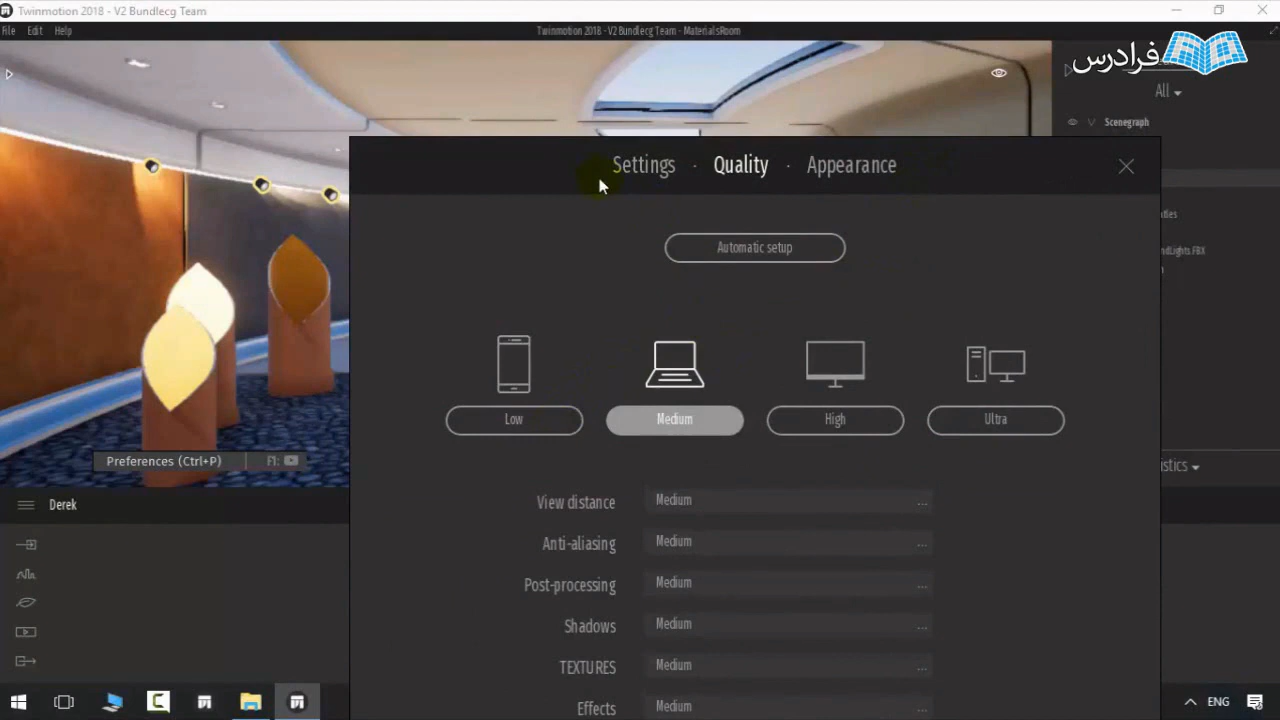 Twinmotion 2018 - V2 Bundlecg Team
File Edit Help
Twinmotion 2018 - V2 Bundlecg Team - MaterialsRoom
فرادرس
All
Scenegraph
Settings · Quality · Appearance
Automatic setup
Low Medium High Ultra
Preferences (Ctrl+P) F1:
Derek
View distance Medium ...
Anti-aliasing Medium ...
Post-processing Medium ...
Shadows Medium ...
TEXTURES Medium ...
Effects Medium ...
ENG